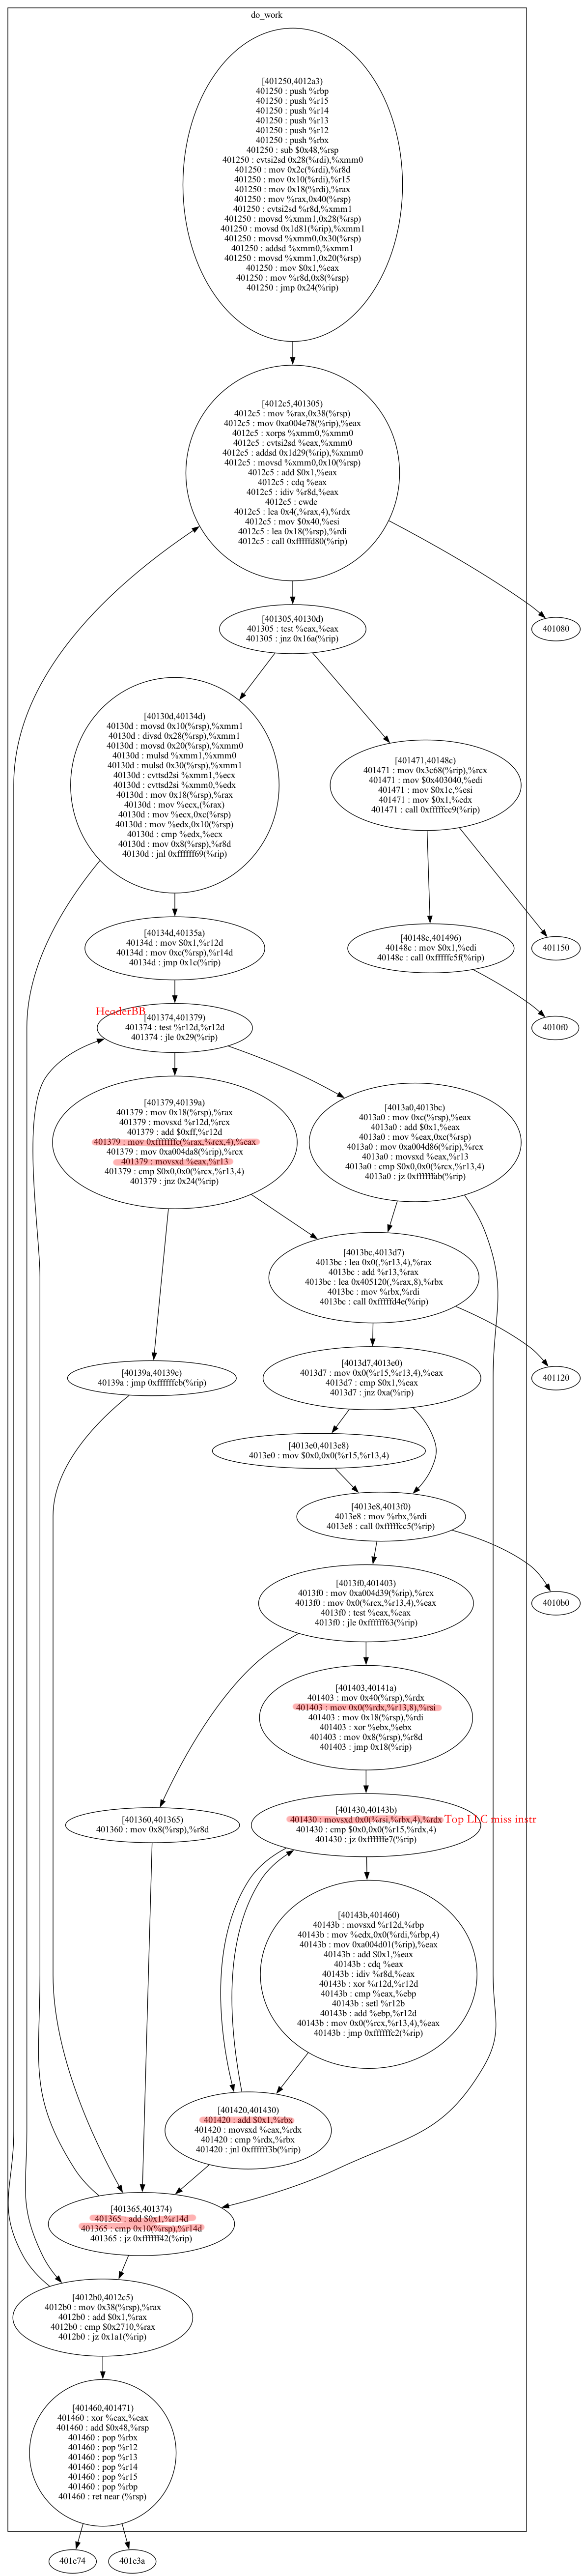 do_work
[401250,4012a3)
401250 : push %rbp
401250 : push %r15
401250 : push %r14
401250 : push %r13
401250 : push %r12
401250 : push %rbx
401250 : sub $0x48,%rsp
401250 : cvtsi2sd 0x28(%rdi),%xmm0
401250 : mov 0x2c(%rdi),%r8d
401250 : mov 0x10(%rdi),%r15
401250 : mov 0x18(%rdi),%rax
401250 : mov %rax,0x40(%rsp)
401250 : cvtsi2sd %r8d,%xmm1
401250 : movsd %xmm1,0x28(%rsp)
401250 : movsd 0x1d81(%rip),%xmm1
401250 : movsd %xmm0,0x30(%rsp)
401250 : addsd %xmm0,%xmm1
401250 : movsd %xmm1,0x20(%rsp)
401250 : mov $0x1,%eax
401250 : mov %r8d,0x8(%rsp)
401250 : jmp 0x24(%rip)
[4012c5,401305)
4012c5 : mov %rax,0x38(%rsp)
4012c5 : mov 0xa004e78(%rip),%eax
4012c5 : xorps %xmm0,%xmm0
4012c5 : cvtsi2sd %eax,%xmm0
4012c5 : addsd 0x1d29(%rip),%xmm0
4012c5 : movsd %xmm0,0x10(%rsp)
4012c5 : add $0x1,%eax
4012c5 : cdq %eax
4012c5 : idiv %r8d,%eax
4012c5 : cwde
4012c5 : lea 0x4(,%rax,4),%rdx
4012c5 : mov $0x40,%esi
4012c5 : lea 0x18(%rsp),%rdi
4012c5 : call 0xfffffd80(%rip)
[401305,40130d)
401305 : test %eax,%eax
401305 : jnz 0x16a(%rip)
401080
[40130d,40134d)
40130d : movsd 0x10(%rsp),%xmm1
40130d : divsd 0x28(%rsp),%xmm1
40130d : movsd 0x20(%rsp),%xmm0
40130d : mulsd %xmm1,%xmm0
40130d : mulsd 0x30(%rsp),%xmm1
40130d : cvttsd2si %xmm1,%ecx
40130d : cvttsd2si %xmm0,%edx
40130d : mov 0x18(%rsp),%rax
40130d : mov %ecx,(%rax)
40130d : mov %ecx,0xc(%rsp)
40130d : mov %edx,0x10(%rsp)
40130d : cmp %edx,%ecx
40130d : mov 0x8(%rsp),%r8d
40130d : jnl 0xffffff69(%rip)
[401471,40148c)
401471 : mov 0x3c68(%rip),%rcx
401471 : mov $0x403040,%edi
401471 : mov $0x1c,%esi
401471 : mov $0x1,%edx
401471 : call 0xfffffcc9(%rip)
[40134d,40135a)
40134d : mov $0x1,%r12d
40134d : mov 0xc(%rsp),%r14d
40134d : jmp 0x1c(%rip)
[40148c,401496)
40148c : mov $0x1,%edi
40148c : call 0xfffffc5f(%rip)
401150
HeaderBB
[401374,401379)
401374 : test %r12d,%r12d
401374 : jle 0x29(%rip)
4010f0
[401379,40139a)
401379 : mov 0x18(%rsp),%rax
401379 : movsxd %r12d,%rcx
401379 : add $0xff,%r12d
401379 : mov 0xfffffffc(%rax,%rcx,4),%eax
401379 : mov 0xa004da8(%rip),%rcx
401379 : movsxd %eax,%r13
401379 : cmp $0x0,0x0(%rcx,%r13,4)
401379 : jnz 0x24(%rip)
[4013a0,4013bc)
4013a0 : mov 0xc(%rsp),%eax
4013a0 : add $0x1,%eax
4013a0 : mov %eax,0xc(%rsp)
4013a0 : mov 0xa004d86(%rip),%rcx
4013a0 : movsxd %eax,%r13
4013a0 : cmp $0x0,0x0(%rcx,%r13,4)
4013a0 : jz 0xffffffab(%rip)
[4013bc,4013d7)
4013bc : lea 0x0(,%r13,4),%rax
4013bc : add %r13,%rax
4013bc : lea 0x405120(,%rax,8),%rbx
4013bc : mov %rbx,%rdi
4013bc : call 0xfffffd4e(%rip)
[40139a,40139c)
40139a : jmp 0xffffffcb(%rip)
[4013d7,4013e0)
4013d7 : mov 0x0(%r15,%r13,4),%eax
4013d7 : cmp $0x1,%eax
4013d7 : jnz 0xa(%rip)
401120
[4013e0,4013e8)
4013e0 : mov $0x0,0x0(%r15,%r13,4)
[4013e8,4013f0)
4013e8 : mov %rbx,%rdi
4013e8 : call 0xfffffcc5(%rip)
[4013f0,401403)
4013f0 : mov 0xa004d39(%rip),%rcx
4013f0 : mov 0x0(%rcx,%r13,4),%eax
4013f0 : test %eax,%eax
4013f0 : jle 0xffffff63(%rip)
4010b0
[401403,40141a)
401403 : mov 0x40(%rsp),%rdx
401403 : mov 0x0(%rdx,%r13,8),%rsi
401403 : mov 0x18(%rsp),%rdi
401403 : xor %ebx,%ebx
401403 : mov 0x8(%rsp),%r8d
401403 : jmp 0x18(%rip)
[401360,401365)
401360 : mov 0x8(%rsp),%r8d
[401430,40143b)
401430 : movsxd 0x0(%rsi,%rbx,4),%rdx Top LLC miss instr
401430 : cmp $0x0,0x0(%r15,%rdx,4)
401430 : jz 0xffffffe7(%rip)
[40143b,401460)
40143b : movsxd %r12d,%rbp
40143b : mov %edx,0x0(%rdi,%rbp,4)
40143b : mov 0xa004d01(%rip),%eax
40143b : add $0x1,%eax
40143b : cdq %eax
40143b : idiv %r8d,%eax
40143b : xor %r12d,%r12d
40143b : cmp %eax,%ebp
40143b : setl %r12b
40143b : add %ebp,%r12d
40143b : mov 0x0(%rcx,%r13,4),%eax
40143b : jmp 0xffffffc2(%rip)
[401420,401430)
401420 : add $0x1,%rbx
401420 : movsxd %eax,%rdx
401420 : cmp %rdx,%rbx
401420 : jnl 0xffffff3b(%rip)
[401365,401374)
401365 : add $0x1,%r14d
401365 : cmp 0x10(%rsp),%r14d
401365 : jz 0xffffff42(%rip)
[4012b0,4012c5)
4012b0 : mov 0x38(%rsp),%rax
4012b0 : add $0x1,%rax
4012b0 : cmp $0x2710,%rax
4012b0 : jz 0x1a1(%rip)
[401460,401471)
401460 : xor %eax,%eax
401460 : add $0x48,%rsp
401460 : pop %rbx
401460 : pop %r12
401460 : pop %r13
401460 : pop %r14
401460 : pop %r15
401460 : pop %rbp
401460 : ret near (%rsp)
401e74
401e3a